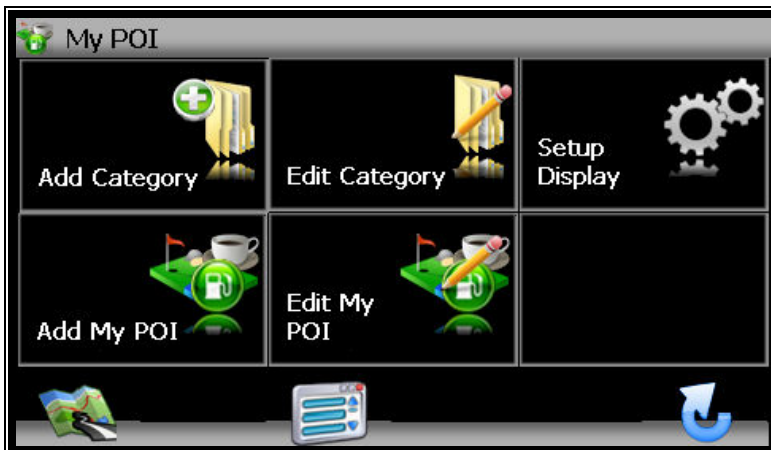 My POI
Add Category
Edit Category
Setup
Display
Add My POI
Edit My
POI